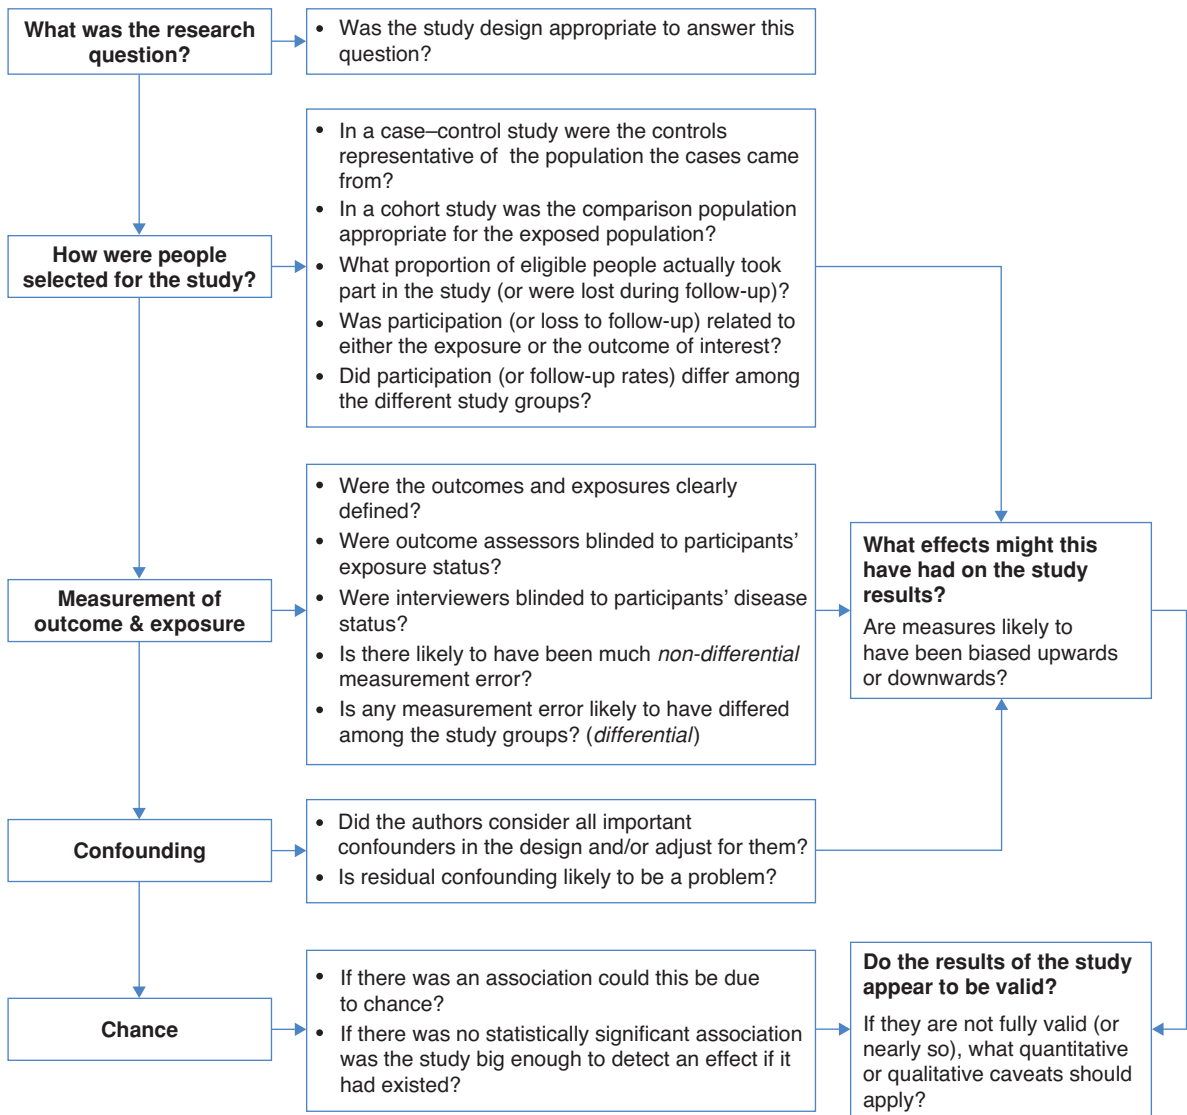 What was the research
question?
• Was the study design appropriate to answer this
question?
How were people
selected for the study?
• In a case–control study were the controls
representative of the population the cases came
from?
• In a cohort study was the comparison population
appropriate for the exposed population?
• What proportion of eligible people actually took
part in the study (or were lost during follow-up)?
• Was participation (or loss to follow-up) related to
either the exposure or the outcome of interest?
• Did participation (or follow-up rates) differ among
the different study groups?
Measurement of
outcome & exposure
• Were the outcomes and exposures clearly
defined?
• Were outcome assessors blinded to participants’
exposure status?
• Were interviewers blinded to participants’ disease
status?
• Is there likely to have been much non-differential
measurement error?
• Is any measurement error likely to have differed
among the study groups? (differential)
What effects might this
have had on the study
results?
Are measures likely to
have been biased upwards
or downwards?
Confounding
• Did the authors consider all important
confounders in the design and/or adjust for them?
• Is residual confounding likely to be a problem?
Chance
• If there was an association could this be due
to chance?
• If there was no statistically significant association
was the study big enough to detect an effect if it
had existed?
Do the results of the study
appear to be valid?
If they are not fully valid (or
nearly so), what quantitative
or qualitative caveats should
apply?